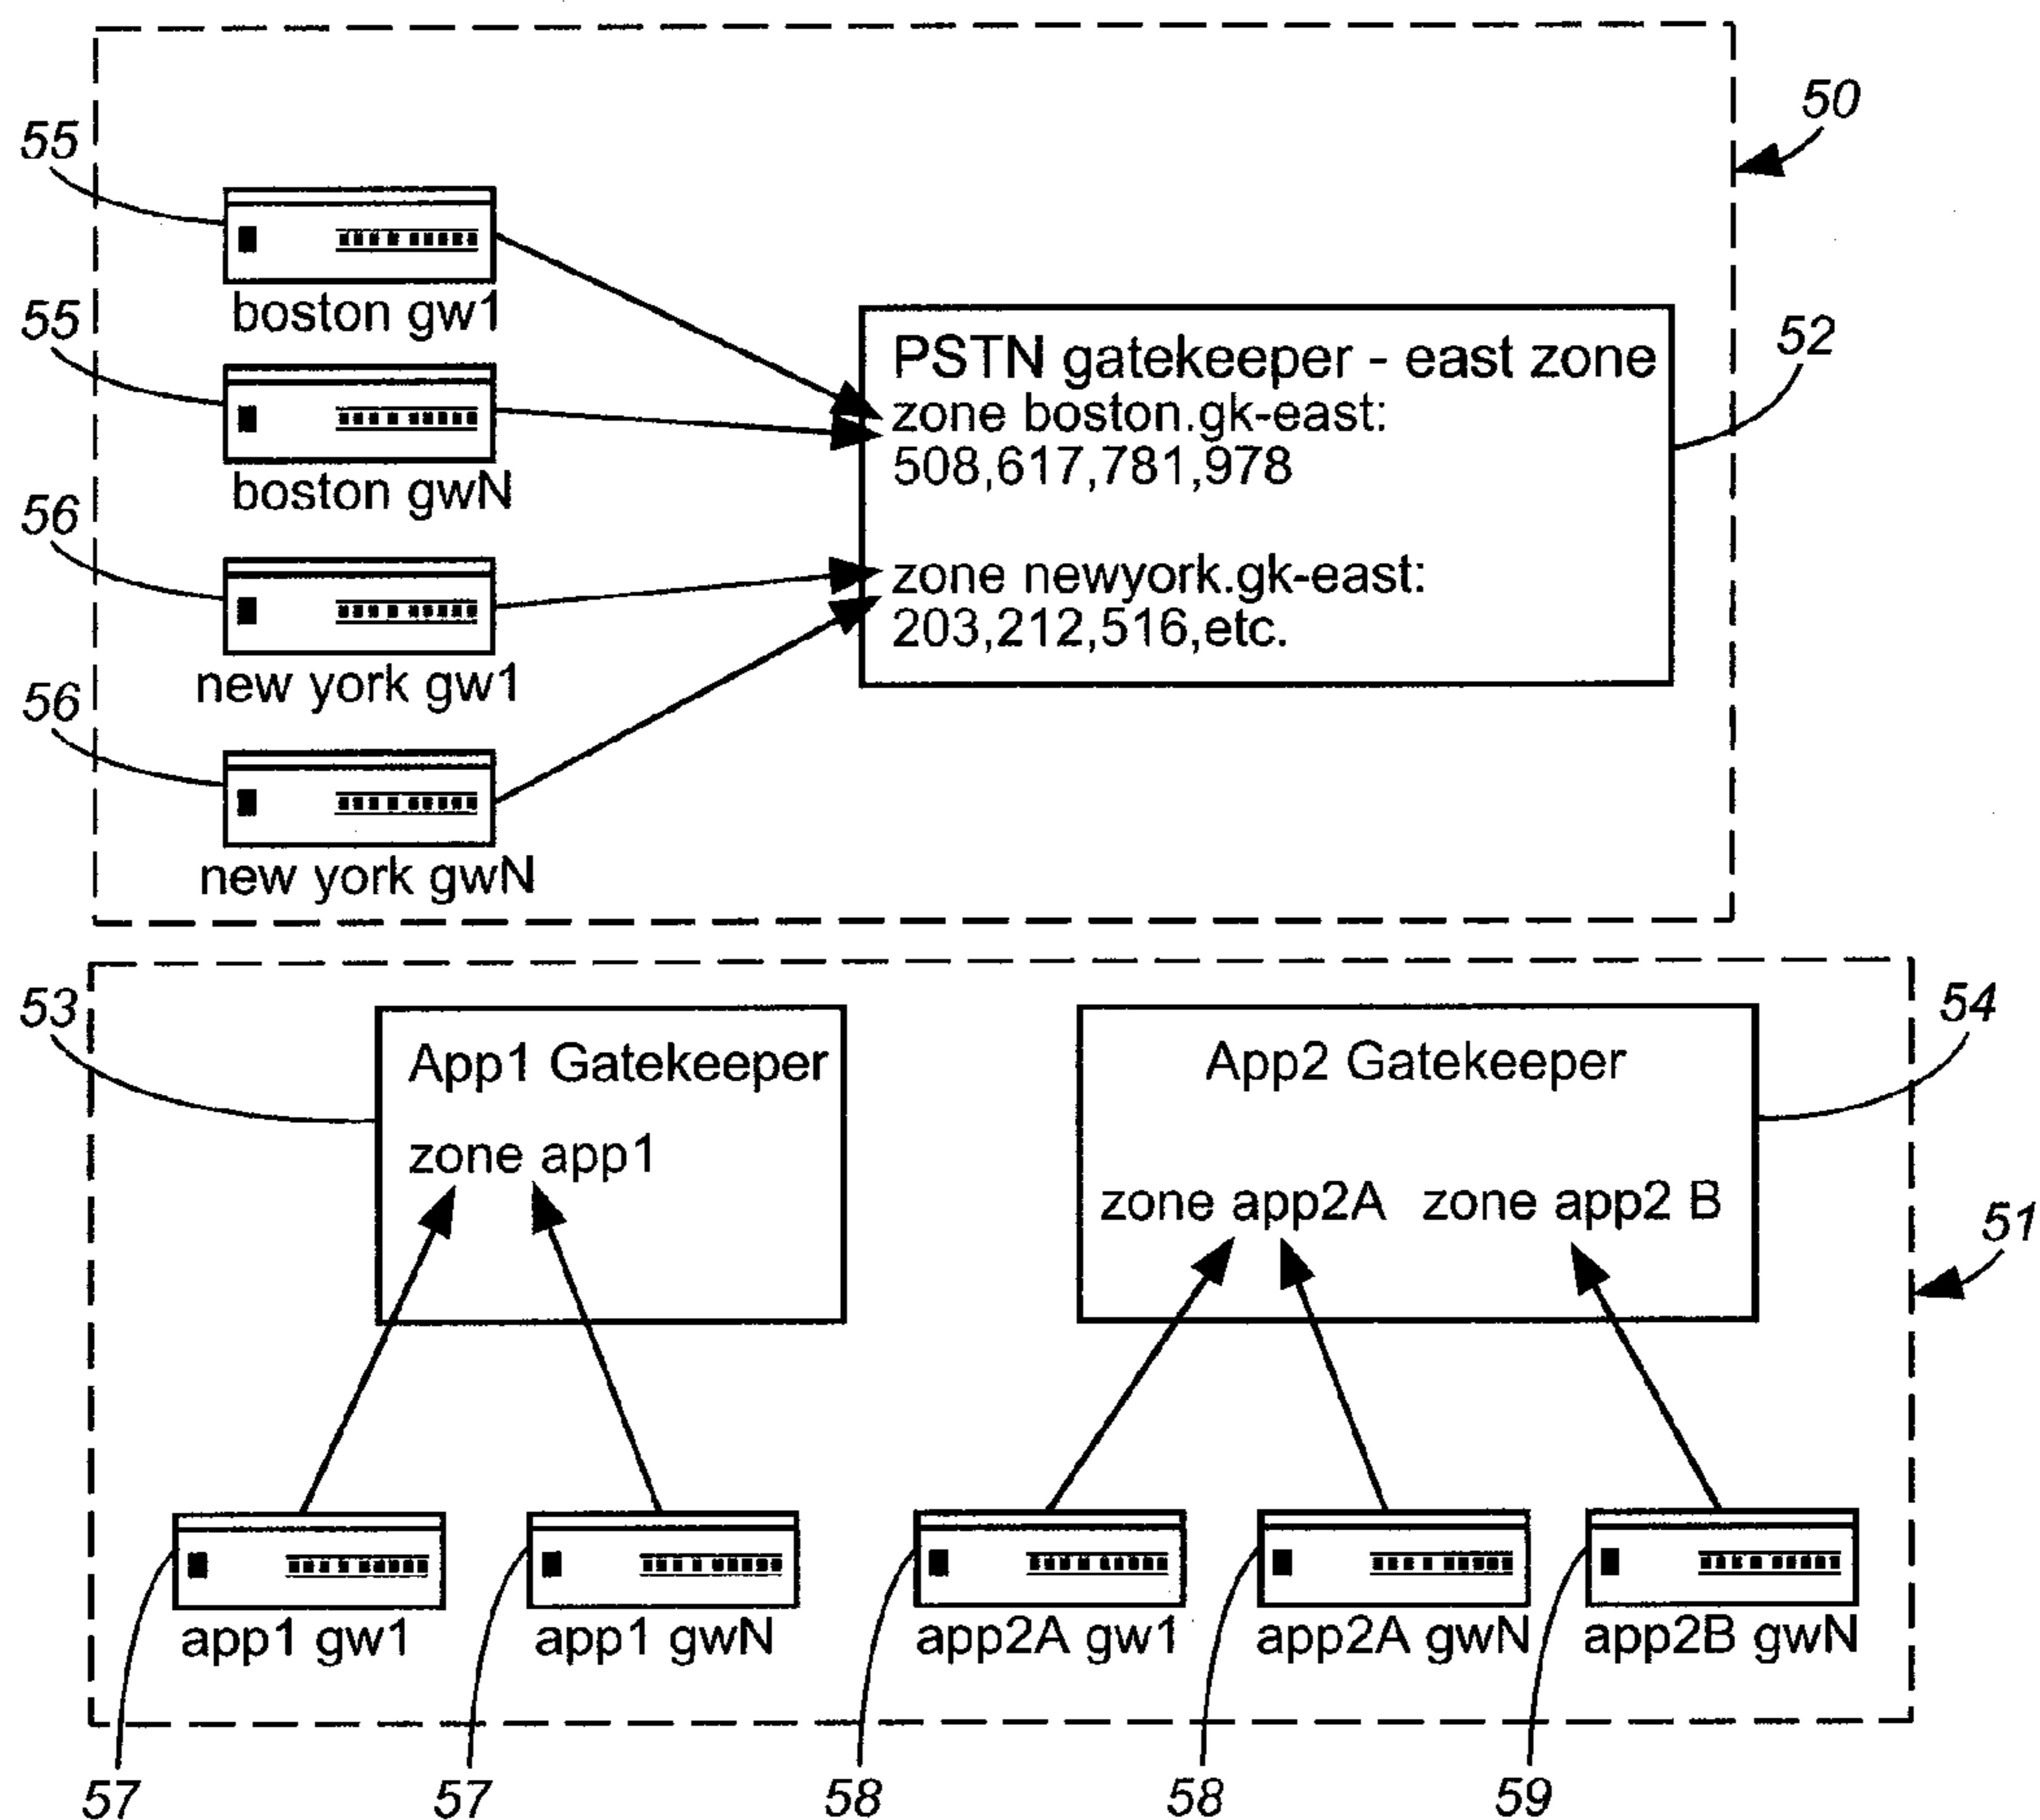 50
55
boston gw1
55
boston gwN
56
new york gw1
56
new york gwN
PSTN gatekeeper - east zone
zone boston.gk-east:
508,617,781,978
zone newyork.gk-east:
203,212,516,etc.
52
53
App1 Gatekeeper
zone app1
54
App2 Gatekeeper
zone app2A zone app2 B
51
app1 gw1
app1 gwN
app2A gw1
app2A gwN
app2B gwN
57
57
58
58
59